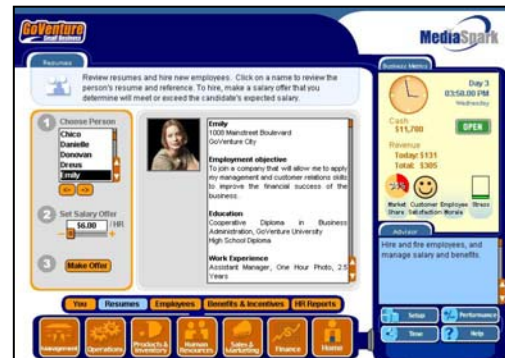 GoVenture
Small Business
MediaSpark
Resumes
Review resumes and hire new employees. Click on a name to review the
person's resume and reference. To hire, make a salary offer that you
determine will meet or exceed the candidate's expected salary.
1 Choose Person
Chico
Danielle
Donovan
Dreus
Emily
2 Set Salary Offer
$6.00 /HR
3 Make Offer
Emily
1008 Mainstreet Boulevard
GoVenture City
Employment objective
To join a company that will allow me to apply
my management and customer relations skills
to improve the financial success of the
business.
Education
Cooperative Diploma in Business
Administration, GoVenture University
High School Diploma
Work Experience
Assistant Manager, One Hour Photo, 2.5
Years
You Resumes Employees Benefits & Incentives HR Reports
Management Operations Products & Inventory Human Resources Sales & Marketing Finance Home
Business Metrics
Day 3
03:58:00 PM
Wednesday
Cash
$11,700
OPEN
Revenue
Today: $131
Total: $305
Market Share
Customer Satisfaction
Employee Morale
Stress
Advisor
Hire and fire employees, and
manage salary and benefits.
Setup Performance
Time Help